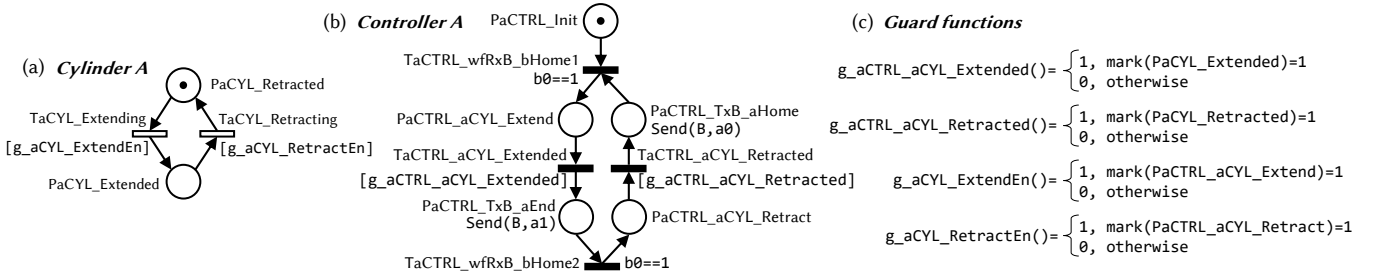 (a) Cylinder A
PaCYL_Retracted
TaCYL_Extending
TaCYL_Retracting
[g_aCYL_ExtendEn]
[g_aCYL_RetractEn]
PaCYL_Extended
(b) Controller A
PaCTRL_Init
TaCTRL_wfRxB_bHome1
b0==1
PaCTRL_aCYL_Extend
PaCTRL_TxB_aHome
Send(B,a0)
TaCTRL_aCYL_Extended
TaCTRL_aCYL_Retracted
[g_aCTRL_aCYL_Extended]
[g_aCTRL_aCYL_Retracted]
PaCTRL_TxB_aEnd
Send(B,a1)
PaCTRL_aCYL_Retract
TaCTRL_wfRxB_bHome2
b0==1
(c) Guard functions
g_aCTRL_aCYL_Extended()=
1, mark(PaCYL_Extended)=1
0, otherwise
g_aCTRL_aCYL_Retracted()=
1, mark(PaCYL_Retracted)=1
0, otherwise
g_aCYL_ExtendEn()=
1, mark(PaCTRL_aCYL_Extend)=1
0, otherwise
g_aCYL_RetractEn()=
1, mark(PaCTRL_aCYL_Retract)=1
0, otherwise